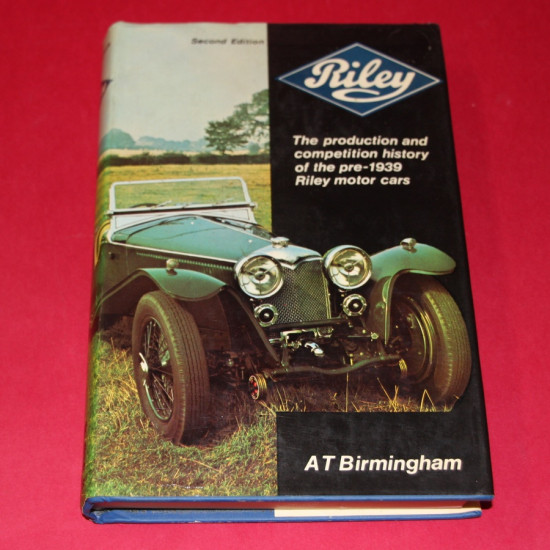 Second Edition
Riley
The production and
competition history
of the pre-1939
Riley motor cars
A T Birmingham